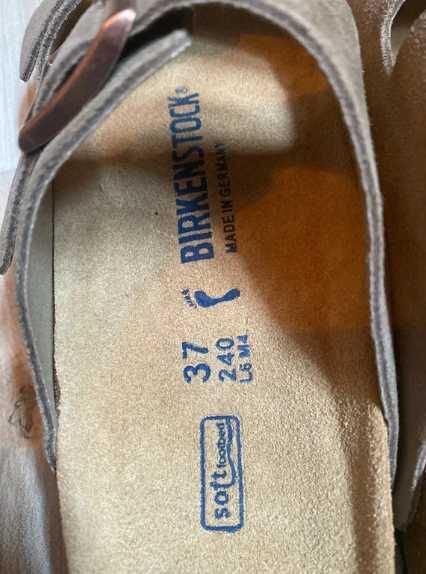 BIRKENSTOCK®
MADE IN GERMANY
37
240
L6 M4
soft footbed